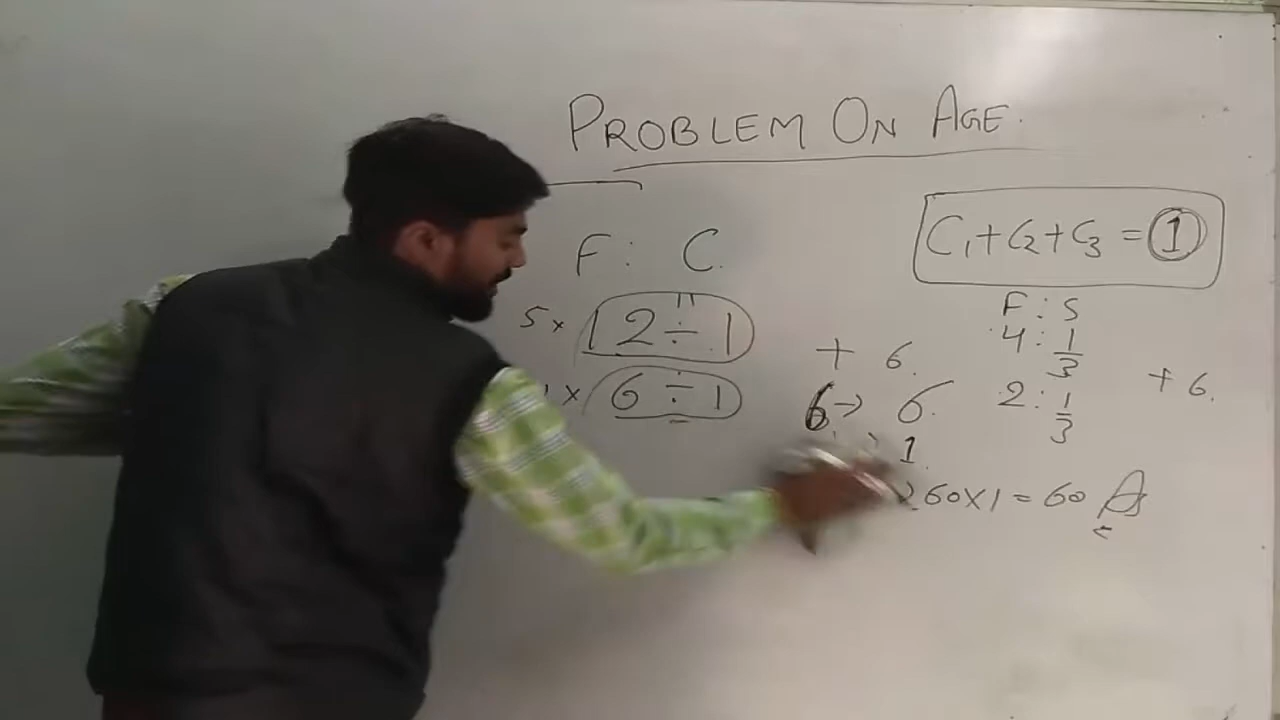 PROBLEM ON AGE.
C1+C2+C3 = 1
F : C
F : S
5 × 12 ÷ 1
4 : 1/3
+ 6.
+ 6.
× 6 ÷ 1
6 → 6.
2 : 1/3
1.
60×1 = 60 As